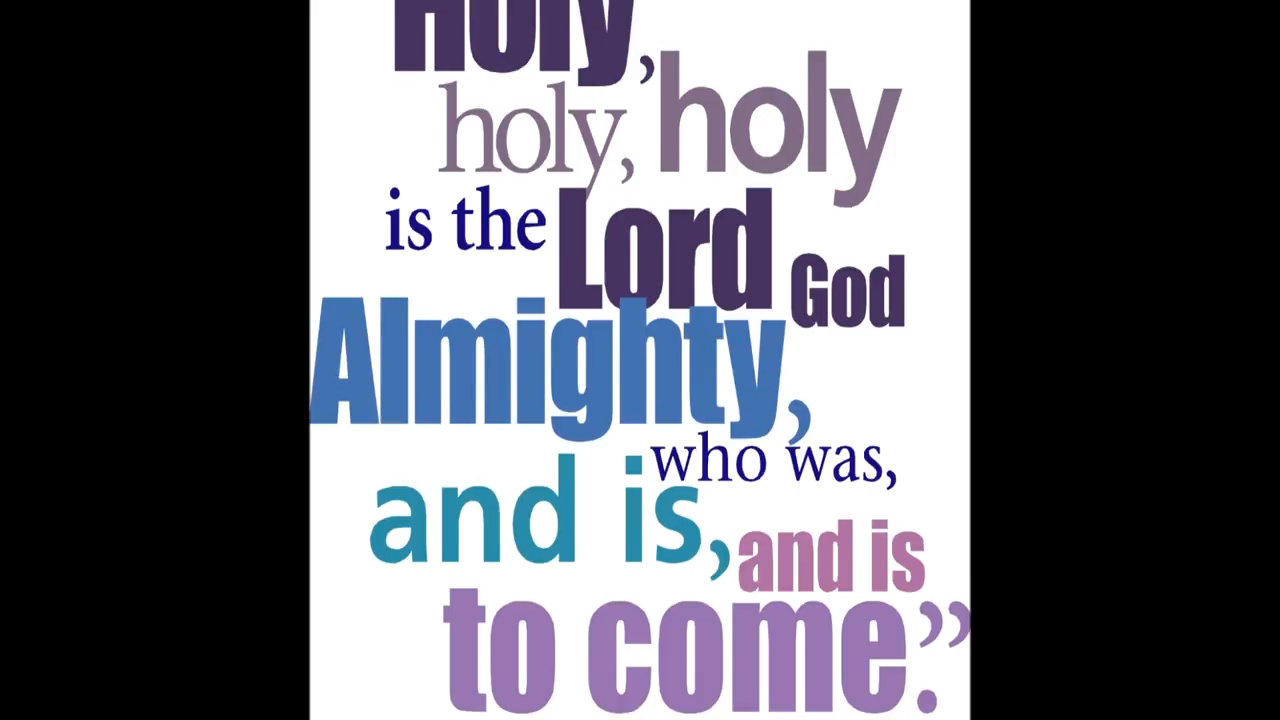 Holy,
holy, holy
is the Lord God
Almighty,
who was,
and is, and is
to come.”